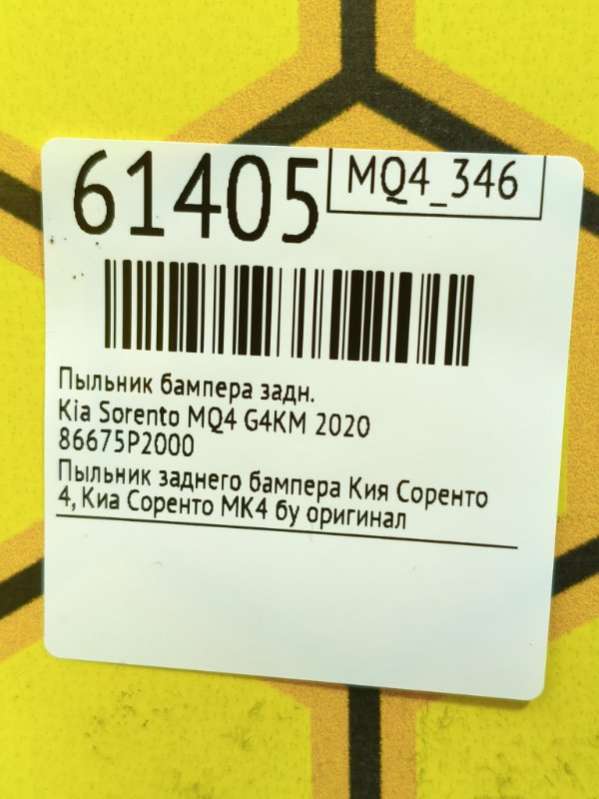 61405
MQ4_346
Пыльник бампера задн.
Kia Sorento MQ4 G4KM 2020
86675P2000
Пыльник заднего бампера Кия Соренто
4, Киа Соренто МК4 бу оригинал